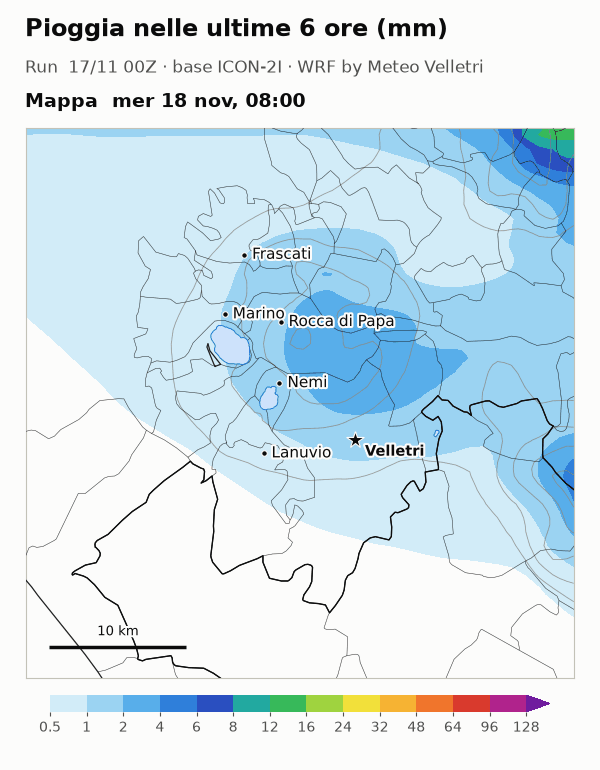 Pioggia nelle ultime 6 ore (mm)
Run  17/11 00Z · base ICON-2I · WRF by Meteo Velletri
Mappa  mer 18 nov, 08:00
Frascati
Marino
Rocca di Papa
Nemi
Velletri
Lanuvio
10 km
0.5 1 2 4 6 8 12 16 24 32 48 64 96 128